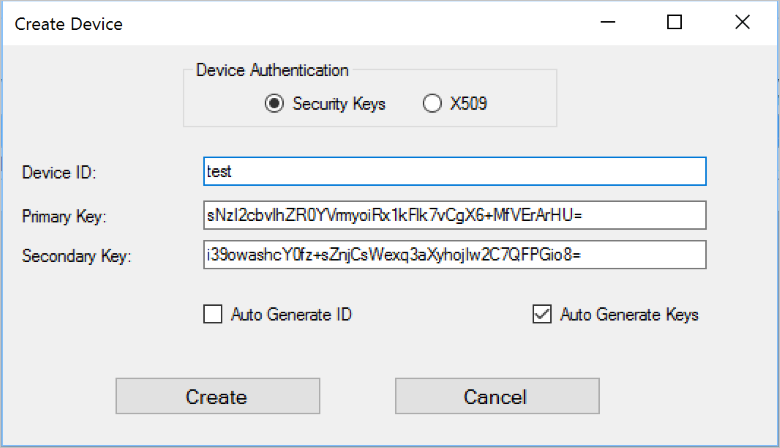 Create Device
Device Authentication
Security Keys X509
Device ID: test
Primary Key: sNzI2cbvIhZR0YVrmyoiRx1kFIk7vCgX6+MfVErArHU=
Secondary Key: i39owashcY0fz+sZnjCsWexq3aXyhojIw2C7QFPGio8=
Auto Generate ID Auto Generate Keys
Create Cancel